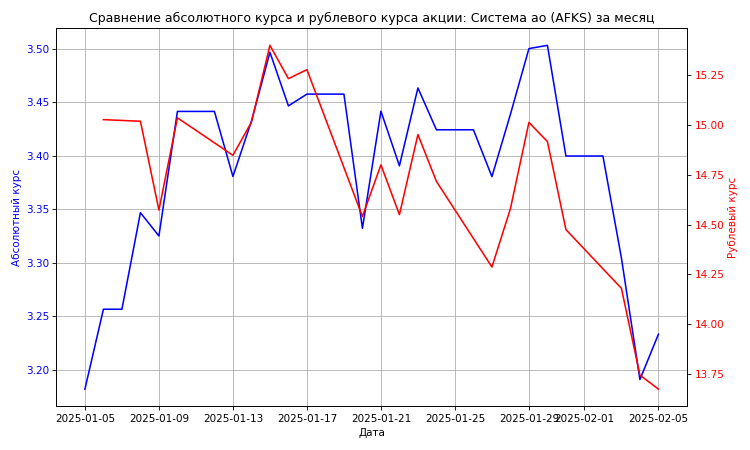 Сравнение абсолютного курса и рублевого курса акции: Система ао (AFKS) за месяц
3.50
3.45
3.40
3.35
3.30
3.25
3.20
Абсолютный курс
15.25
15.00
14.75
14.50
14.25
14.00
13.75
Рублевый курс
2025-01-05 2025-01-09 2025-01-13 2025-01-17 2025-01-21 2025-01-25 2025-01-29 2025-02-01 2025-02-05
Дата